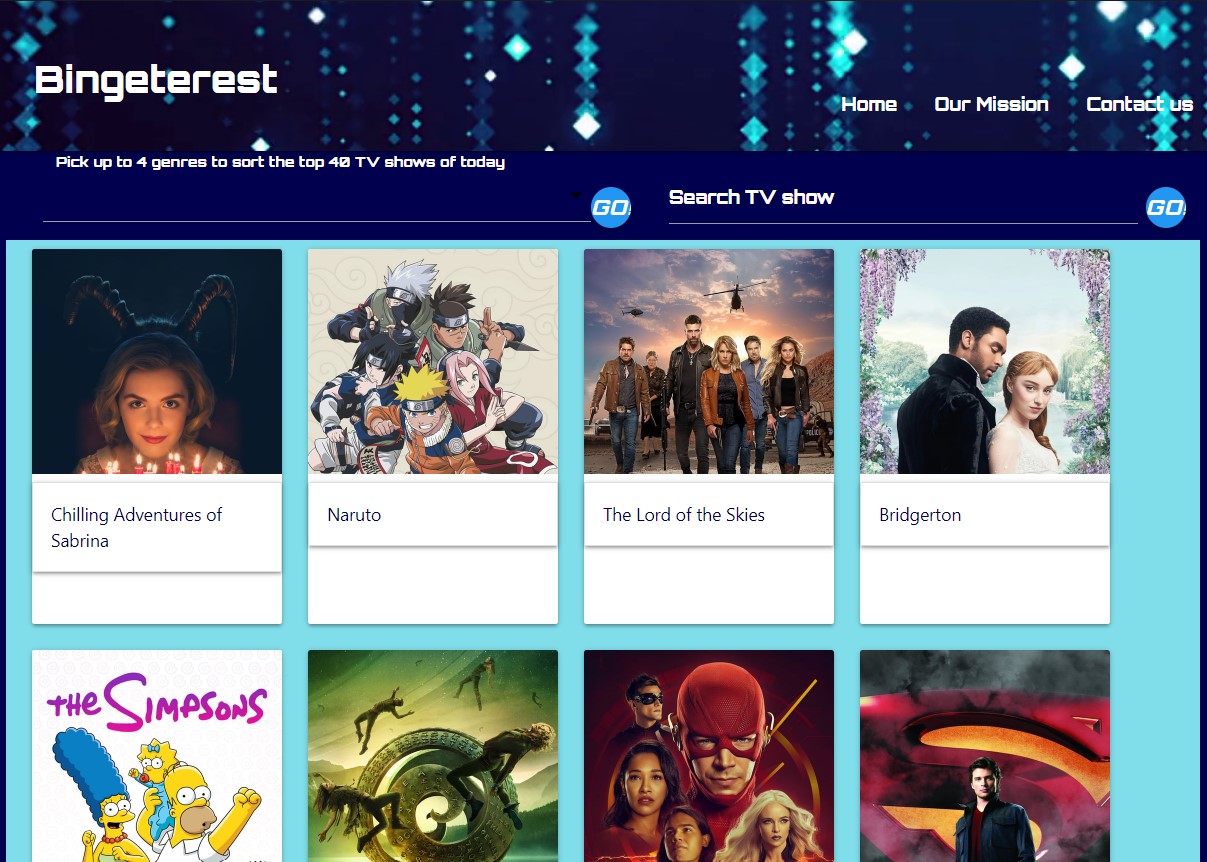 Bingeterest
Home Our Mission Contact us
Pick up to 4 genres to sort the top 40 TV shows of today
GO!
Search TV show
GO!
Chilling Adventures of
Sabrina
Naruto
The Lord of the Skies
Bridgerton
THE SIMPSONS